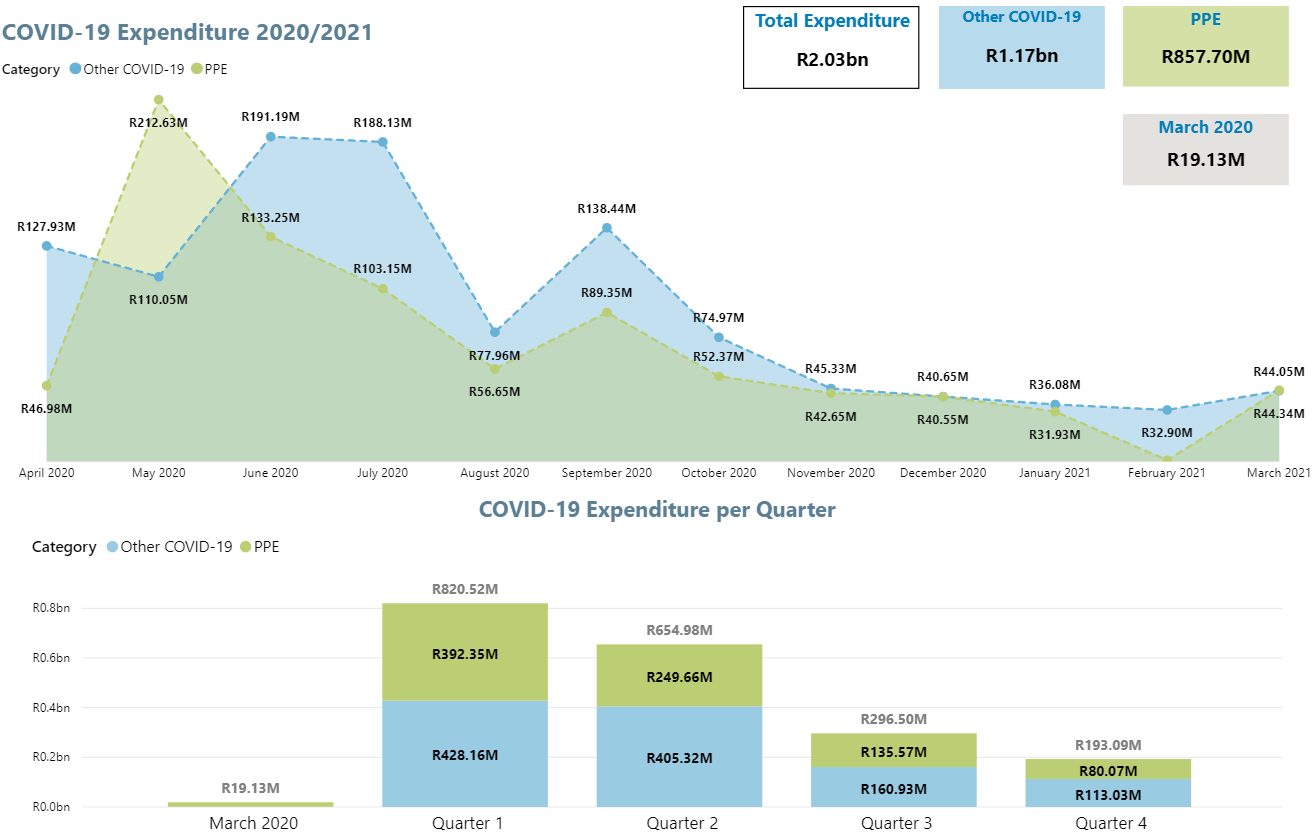 COVID-19 Expenditure 2020/2021
Category Other COVID-19 PPE
Total Expenditure
R2.03bn
Other COVID-19
R1.17bn
PPE
R857.70M
March 2020
R19.13M
R212.63M
R191.19M
R188.13M
R127.93M
R133.25M
R138.44M
R110.05M
R103.15M
R89.35M
R77.96M
R74.97M
R56.65M
R52.37M
R46.98M
R45.33M
R40.65M
R36.08M
R44.05M
R42.65M
R40.55M
R31.93M
R32.90M
R44.34M
April 2020 May 2020 June 2020 July 2020 August 2020 September 2020 October 2020 November 2020 December 2020 January 2021 February 2021 March 2021
COVID-19 Expenditure per Quarter
Category Other COVID-19 PPE
R0.8bn
R0.6bn
R0.4bn
R0.2bn
R0.0bn
R19.13M
R820.52M
R392.35M
R428.16M
R654.98M
R249.66M
R405.32M
R296.50M
R135.57M
R160.93M
R193.09M
R80.07M
R113.03M
March 2020 Quarter 1 Quarter 2 Quarter 3 Quarter 4